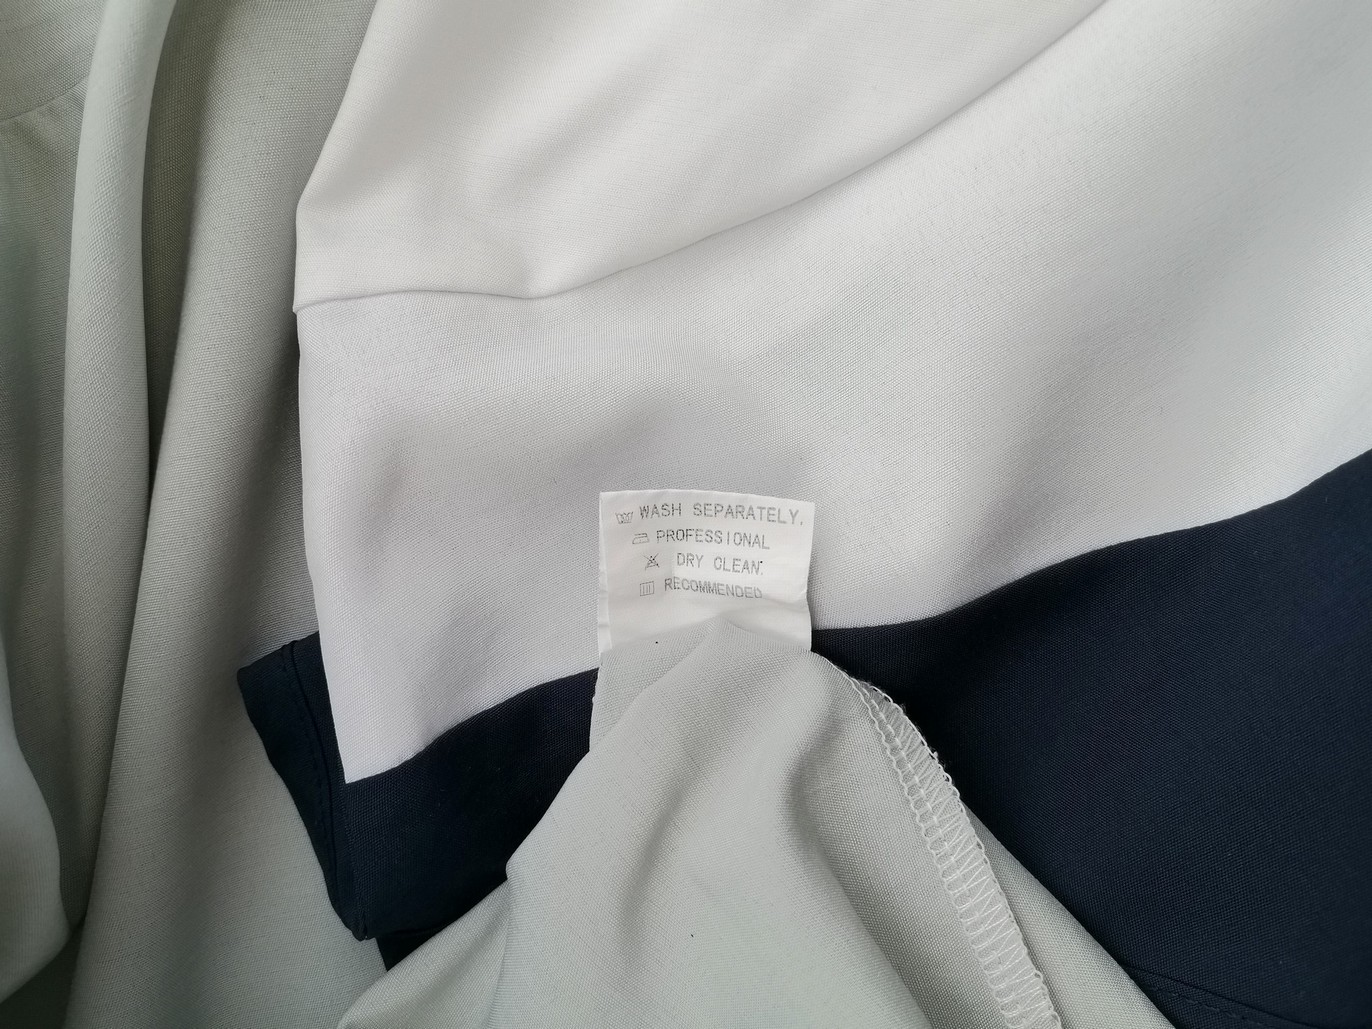 WASH SEPARATELY.
PROFESSIONAL
DRY CLEAN.
RECOMMENDED